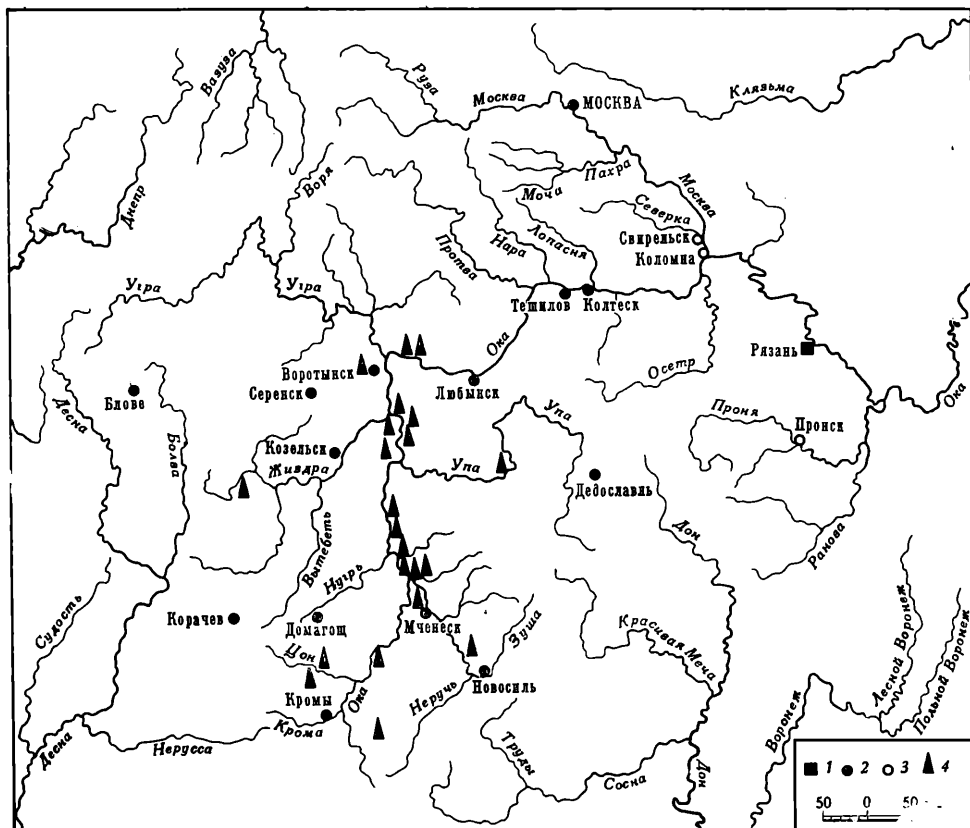 Вазуза
Руза
Москва
МОСКВА
Клязьма
Днепр
Воря
Пахра
Моча
Москва
Северка
Свирельск
Коломна
Лопасня
Нара
Протва
Угра
Угра
Тешилов
Колтеск
Ока
Рязань
Осетр
Ока
Воротынск
Серенск
Любынск
Блове
Десна
Болва
Упа
Проня
Пронск
Козельск
Жиздра
Упа
Дедославль
Дон
Ранова
Вытебеть
Нугрь
Судость
Корачев
Домагощ
Мченеск
Зуша
Красивая Меча
Лесной Воронеж
Польной Воронеж
Цон
Кромы
Крома
Ока
Неручь
Новосиль
Воронеж
Десна
Нерусса
Труды
Сосна
Дон
1 2 3 4
50 0 50